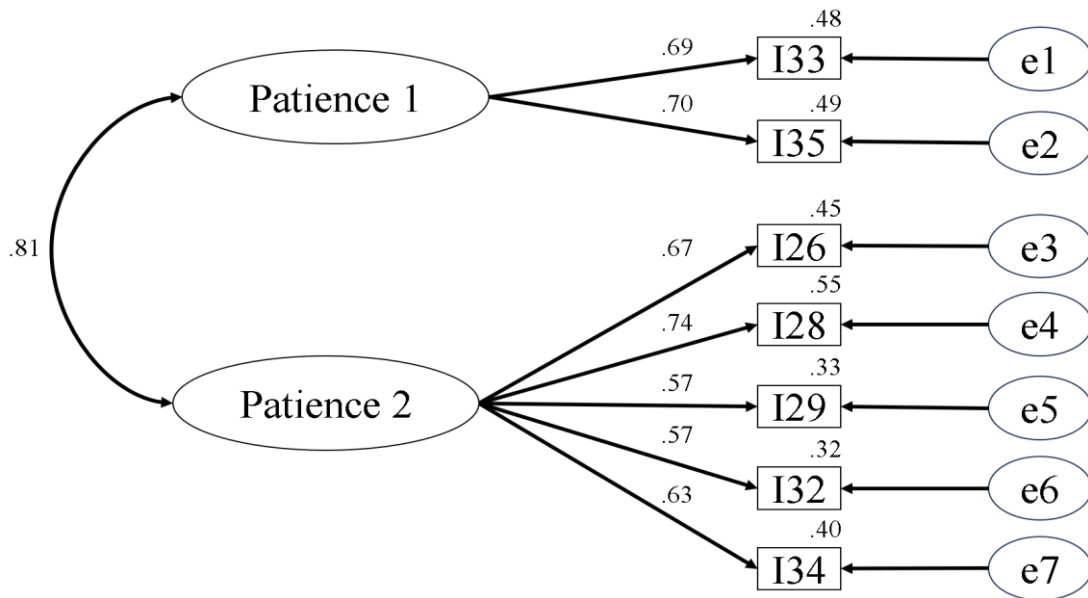 .48
.69
I33
e1
Patience 1
.70
.49
I35
e2
.45
.81
.67
I26
e3
.55
.74
I28
e4
.33
Patience 2
.57
I29
e5
.32
.57
I32
e6
.63
.40
I34
e7